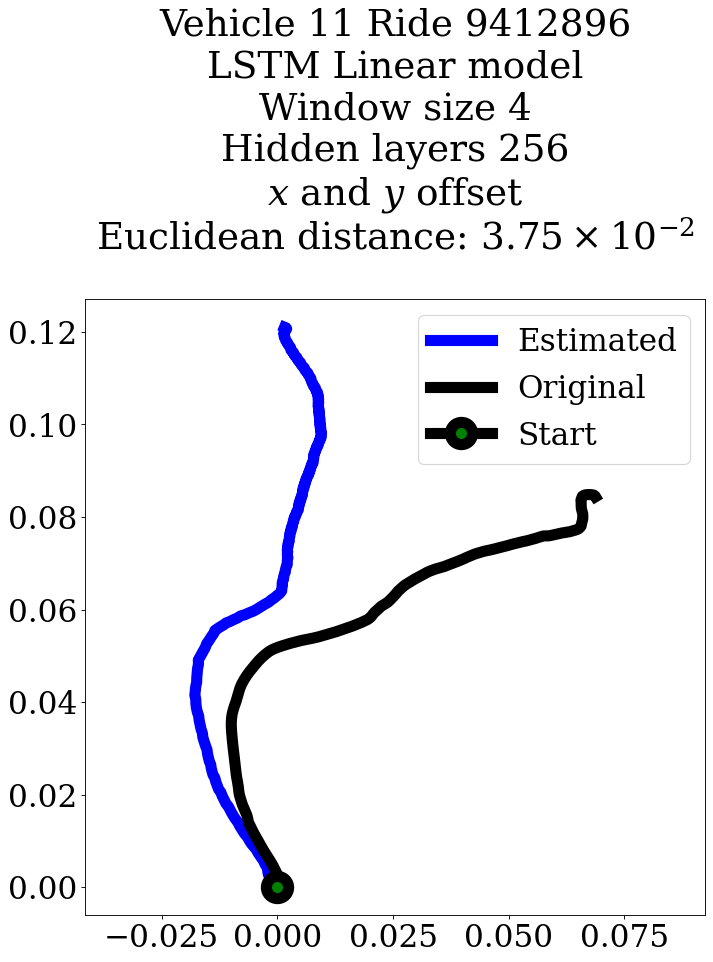 Vehicle 11 Ride 9412896
LSTM Linear model
Window size 4
Hidden layers 256
x and y offset
Euclidean distance: 3.75 × 10⁻²
Estimated
Original
Start
0.12
0.10
0.08
0.06
0.04
0.02
0.00
−0.025 0.000 0.025 0.050 0.075